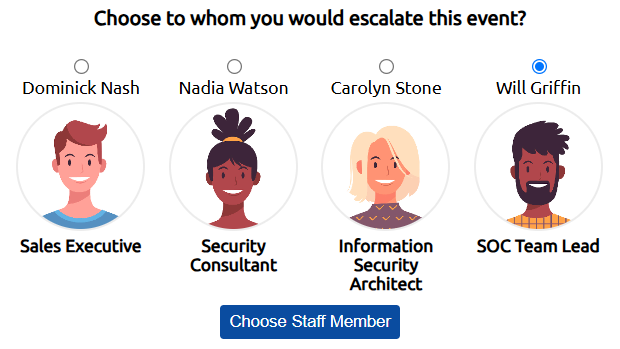 Choose to whom you would escalate this event?
Dominick Nash
Nadia Watson
Carolyn Stone
Will Griffin
Sales Executive
Security
Consultant
Information
Security
Architect
SOC Team Lead
Choose Staff Member